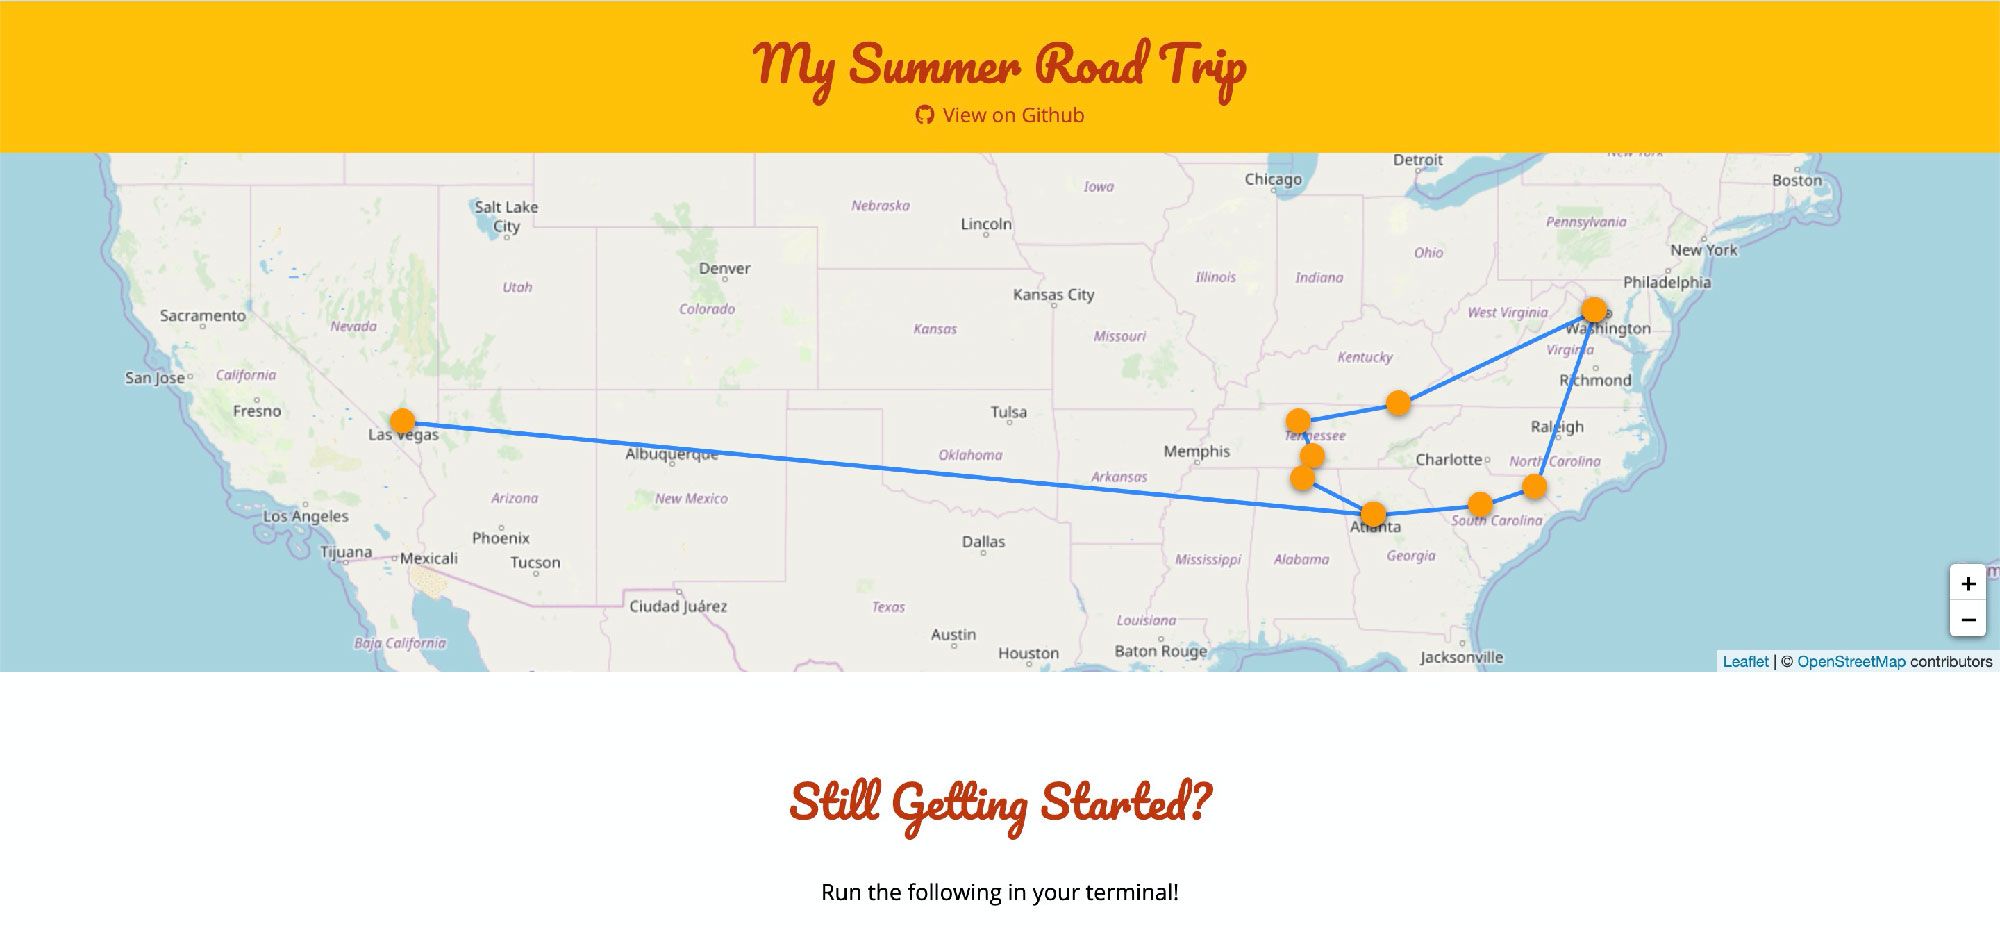 My Summer Road Trip
View on Github
Detroit
New York
Chicago
Boston
Iowa
Salt Lake
City
Nebraska
Lincoln
Pennsylvania
New York
Ohio
Denver
Utah
Illinois
Indiana
Philadelphia
Kansas City
Colorado
Sacramento
Nevada
Kansas
Missouri
West Virginia
Washington
Virginia
Kentucky
San Jose
California
Richmond
Fresno
Tulsa
Las Vegas
Tennessee
Raleigh
Albuquerque
Oklahoma
Memphis
Charlotte
North Carolina
Arkansas
Arizona
New Mexico
Los Angeles
South Carolina
Atlanta
Phoenix
Dallas
Tijuana
Mexicali
Tucson
Mississippi
Alabama
Georgia
Ciudad Juárez
Texas
Louisiana
Austin
Baja California
Houston
Baton Rouge
Jacksonville
+
−
Leaflet | © OpenStreetMap contributors
Still Getting Started?
Run the following in your terminal!